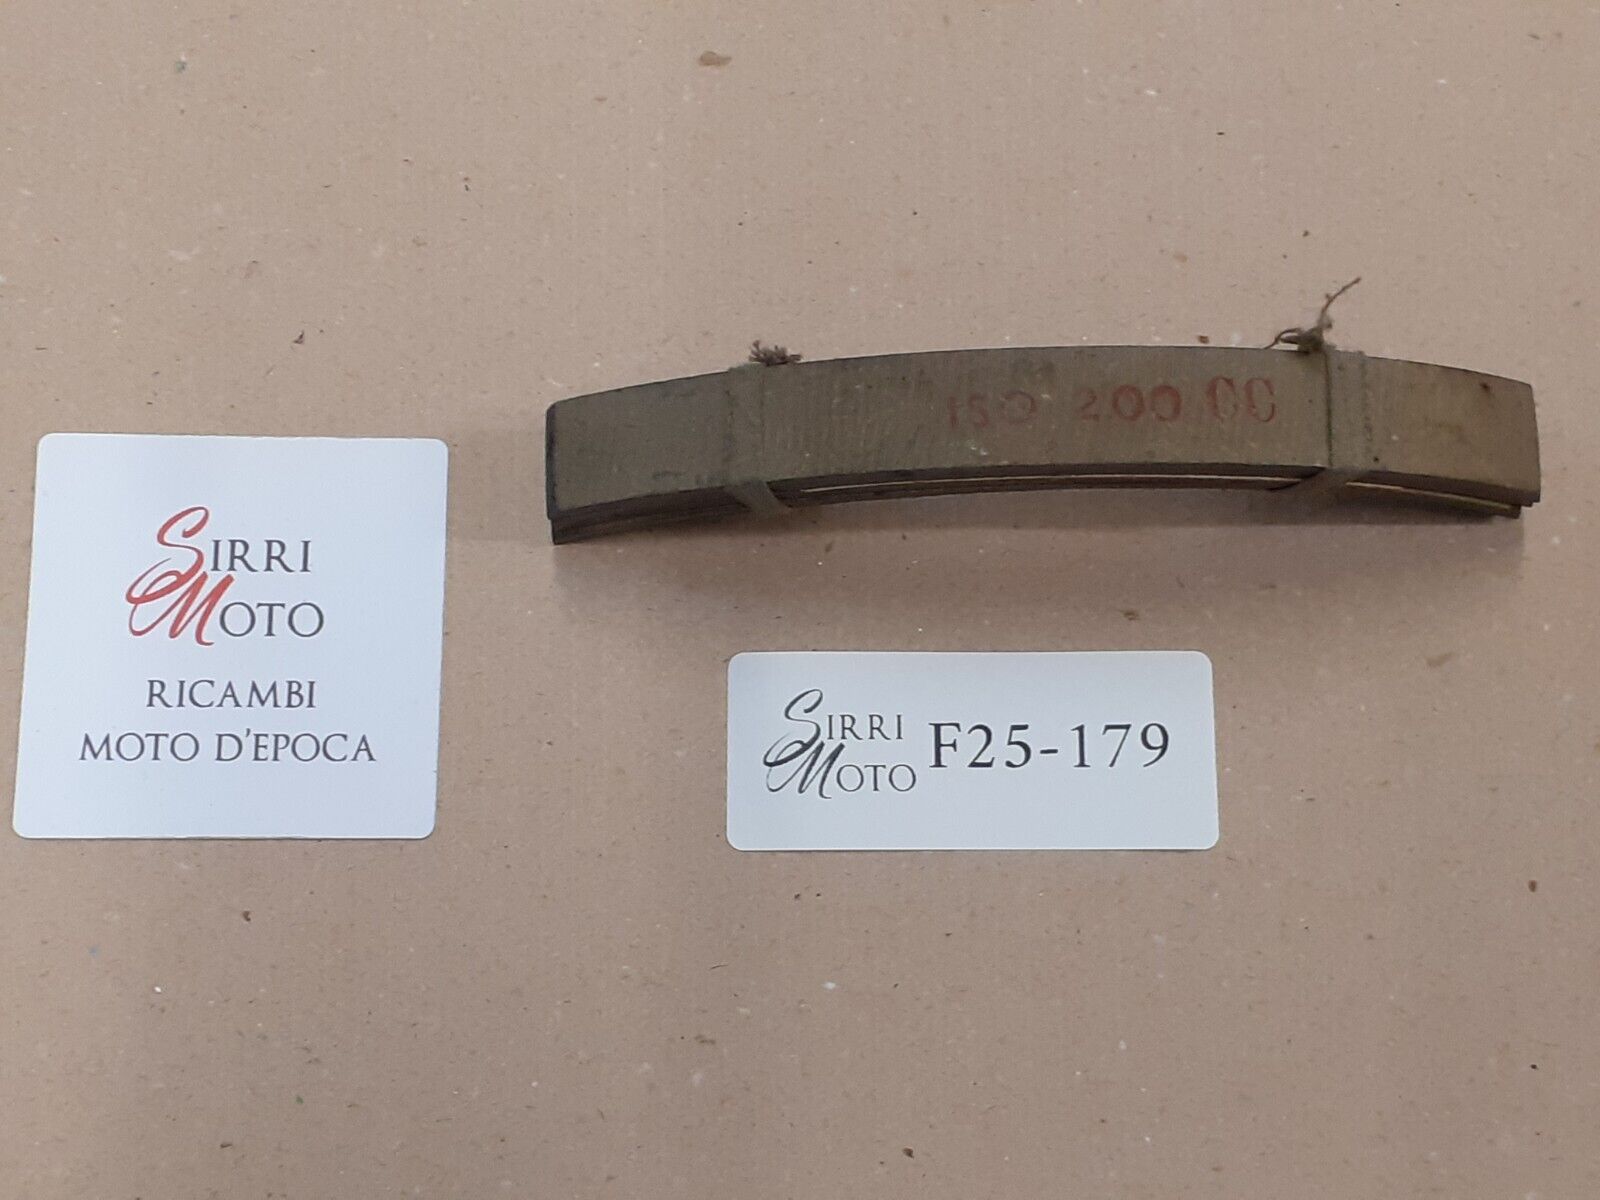 ISO 200 CC
SIRRI
MOTO
RICAMBI
MOTO D'EPOCA
SIRRI
MOTO
F25-179